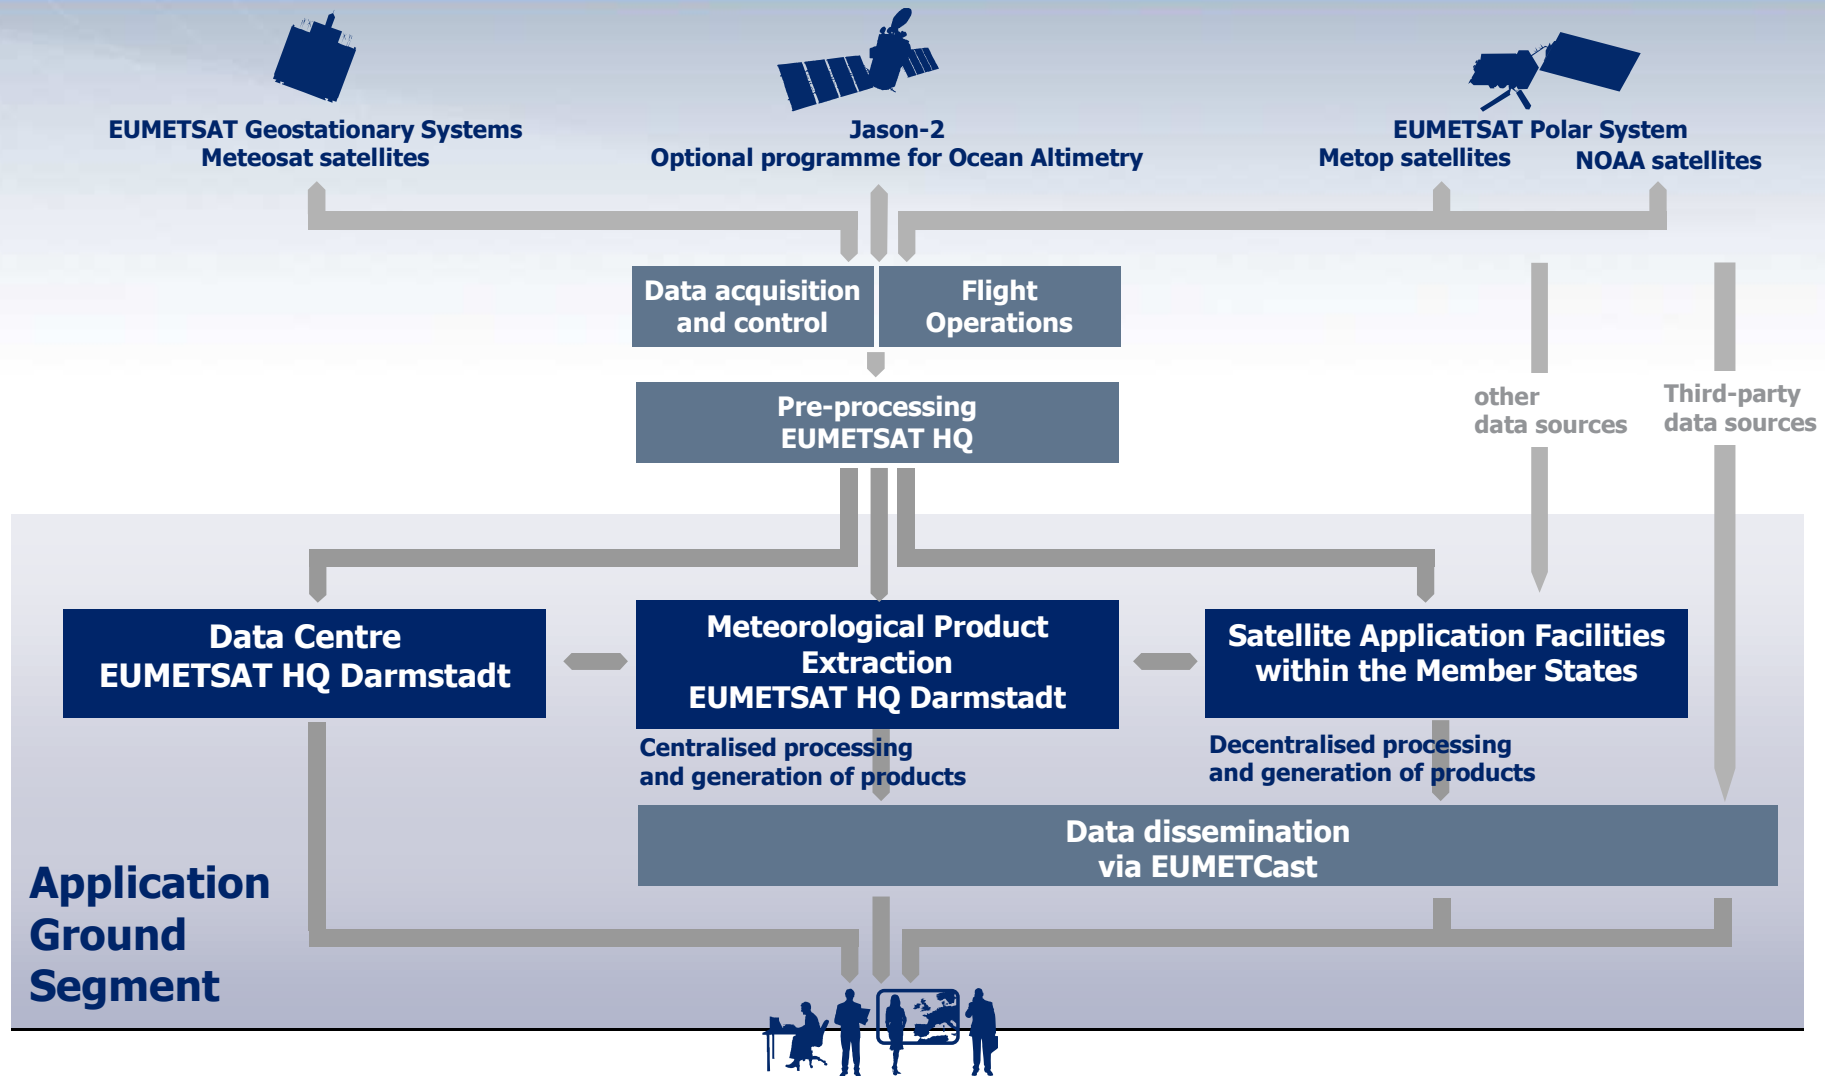 EUMETSAT Geostationary Systems
Meteosat satellites
Jason-2
Optional programme for Ocean Altimetry
EUMETSAT Polar System
Metop satellites
NOAA satellites
Data acquisition
and control
Flight
Operations
Pre-processing
EUMETSAT HQ
other
data sources
Third-party
data sources
Data Centre
EUMETSAT HQ Darmstadt
Meteorological Product
Extraction
EUMETSAT HQ Darmstadt
Satellite Application Facilities
within the Member States
Centralised processing
and generation of products
Decentralised processing
and generation of products
Data dissemination
via EUMETCast
Application
Ground
Segment